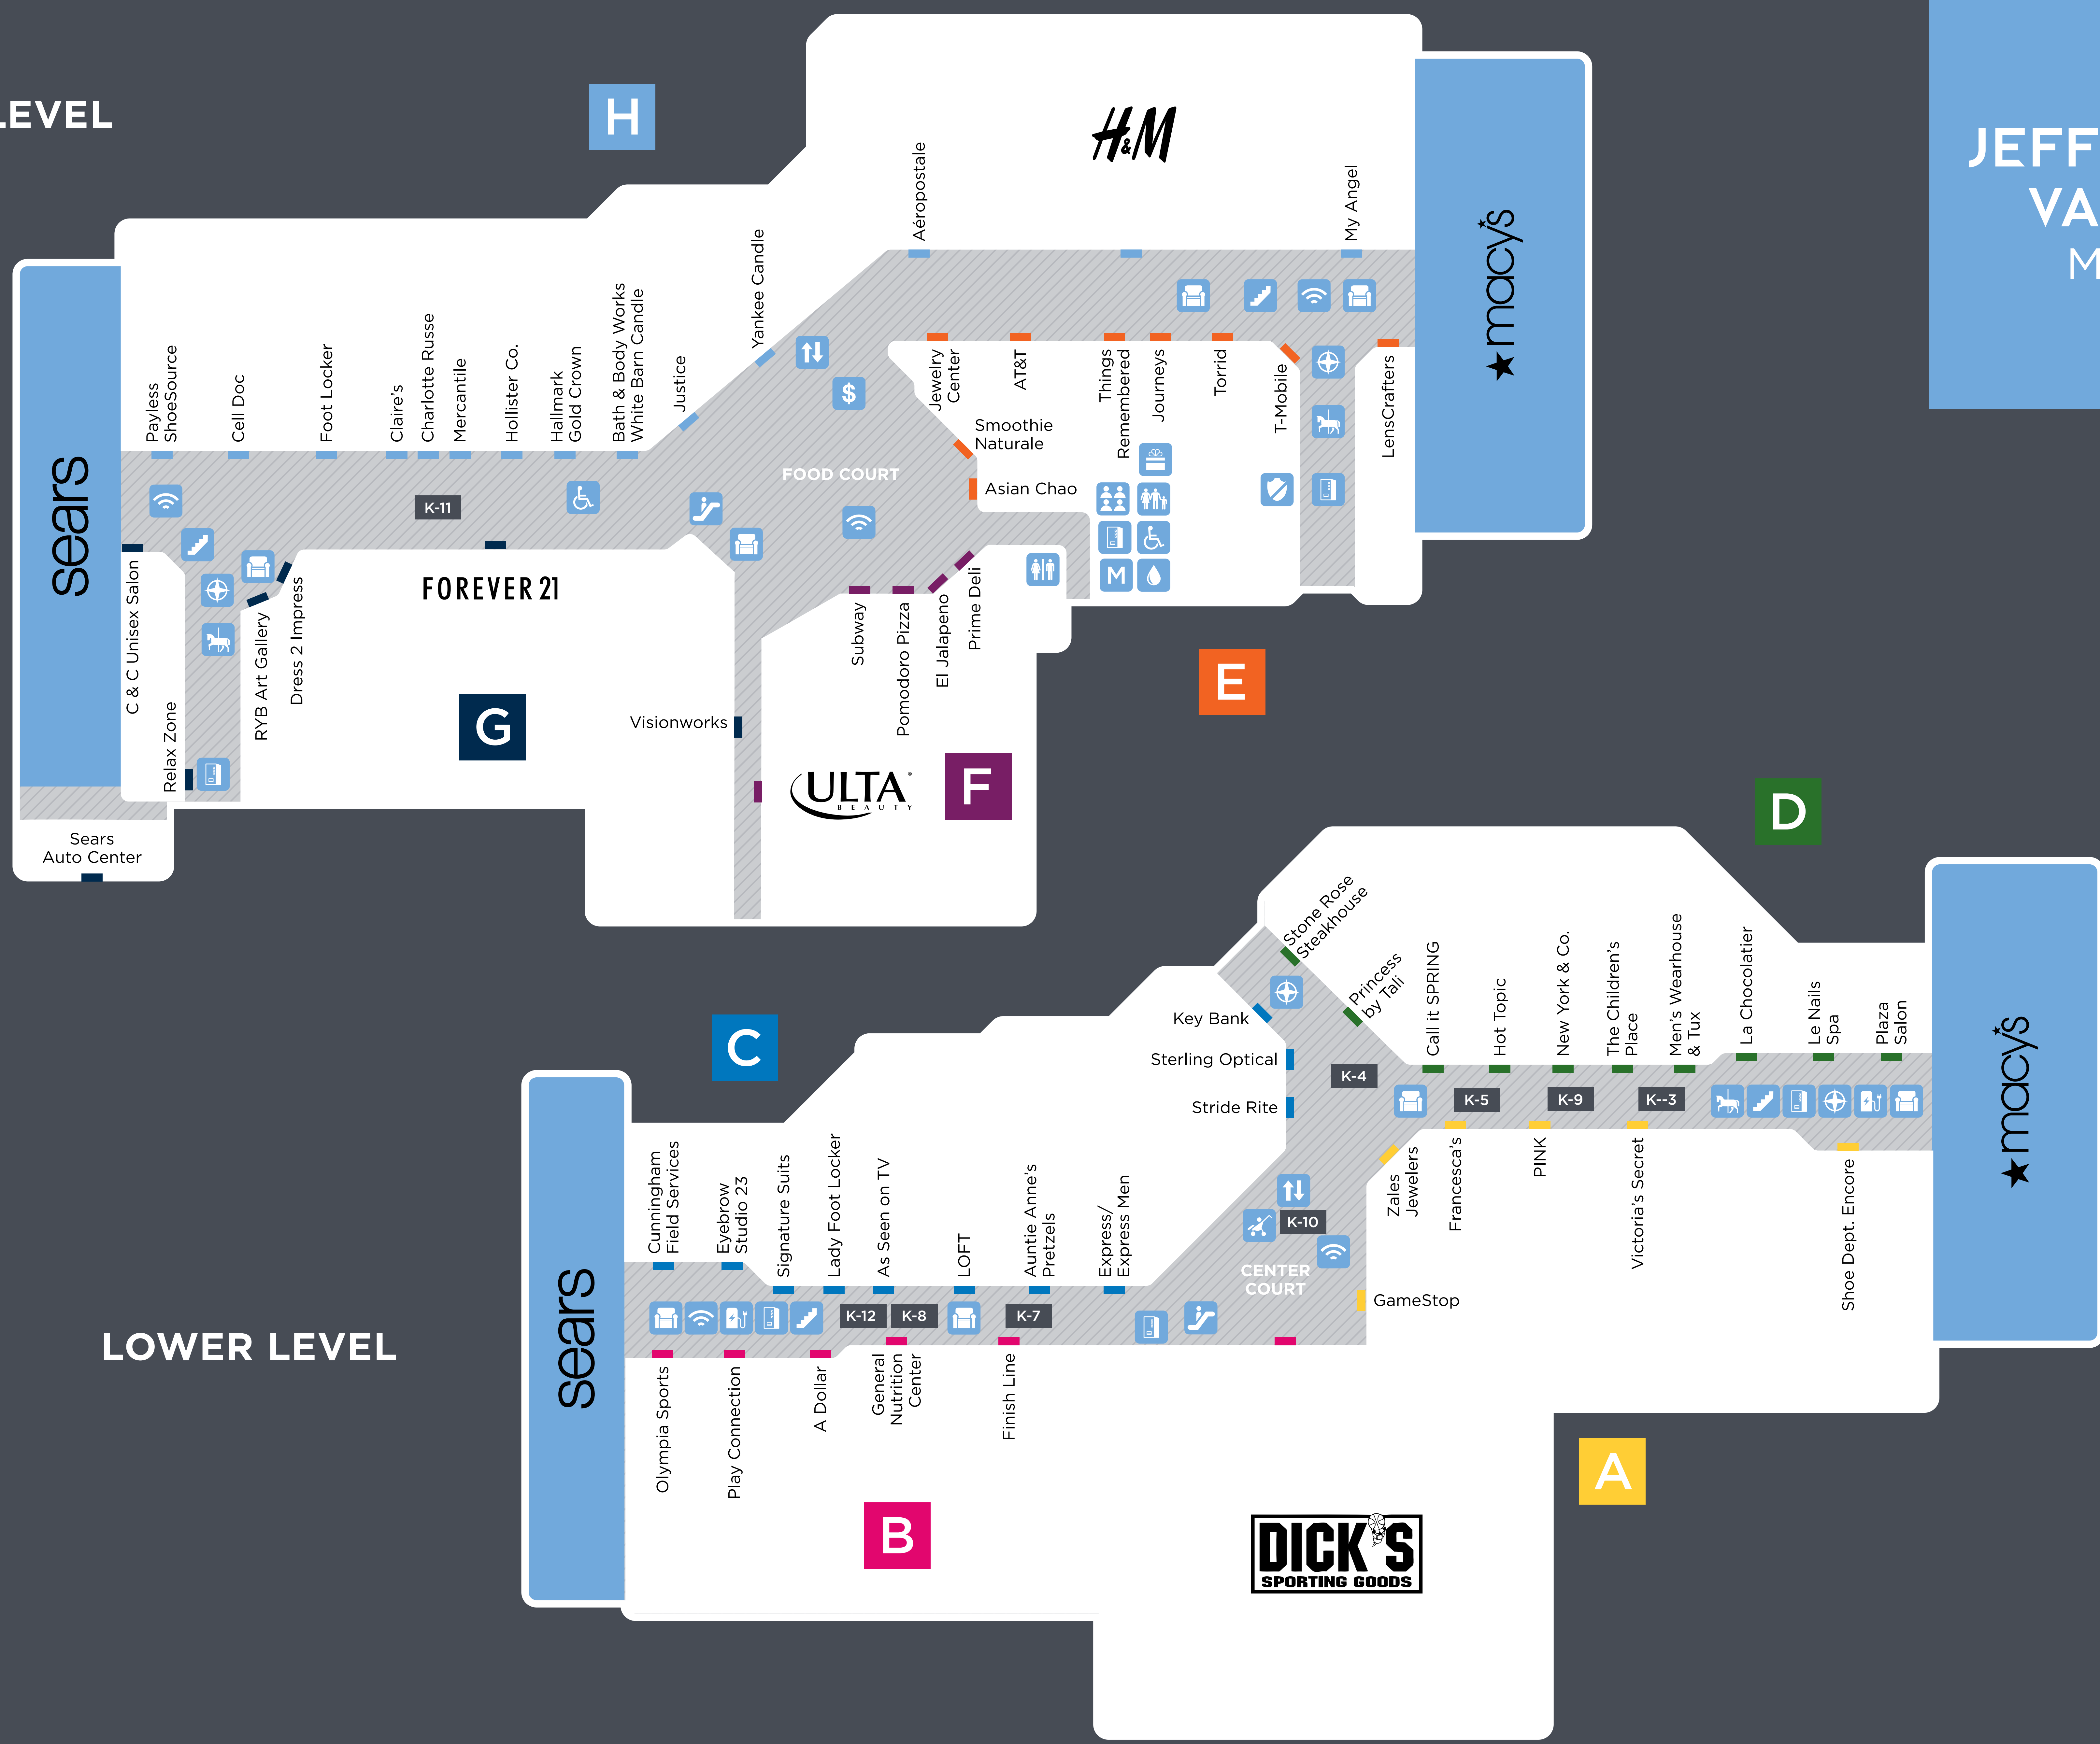 LEVEL
H
H&M
JEFF
VA
M
macy's
sears
Payless
ShoeSource
Cell Doc
Foot Locker
Claire's
Charlotte Russe
Mercantile
Hollister Co.
Hallmark
Gold Crown
Bath & Body Works
White Barn Candle
Justice
Yankee Candle
Aéropostale
My Angel
$
FOOD COURT
K-11
Jewelry
Center
AT&T
Things
Remembered
Journeys
Torrid
T-Mobile
LensCrafters
Smoothie
Naturale
Asian Chao
M
C & C Unisex Salon
Relax Zone
RYB Art Gallery
Dress 2 Impress
FOREVER 21
G
Visionworks
Subway
Pomodoro Pizza
El Jalapeno
Prime Deli
ULTA
BEAUTY
F
E
Sears
Auto Center
D
Stone Rose
Steakhouse
Princess
by Tali
Call it SPRING
Hot Topic
New York & Co.
The Children's
Place
Men's Wearhouse
& Tux
La Chocolatier
Le Nails
Spa
Plaza
Salon
macy's
C
Key Bank
Sterling Optical
Stride Rite
K-4
K-5
K-9
K--3
Zales
Jewelers
Francesca's
PINK
Victoria's Secret
Shoe Dept. Encore
K-10
CENTER
COURT
GameStop
LOWER LEVEL
sears
Cunningham
Field Services
Eyebrow
Studio 23
Signature Suits
Lady Foot Locker
As Seen on TV
LOFT
Auntie Anne's
Pretzels
Express/
Express Men
K-12
K-8
K-7
Olympia Sports
Play Connection
A Dollar
General
Nutrition
Center
Finish Line
B
DICK'S
SPORTING GOODS
A